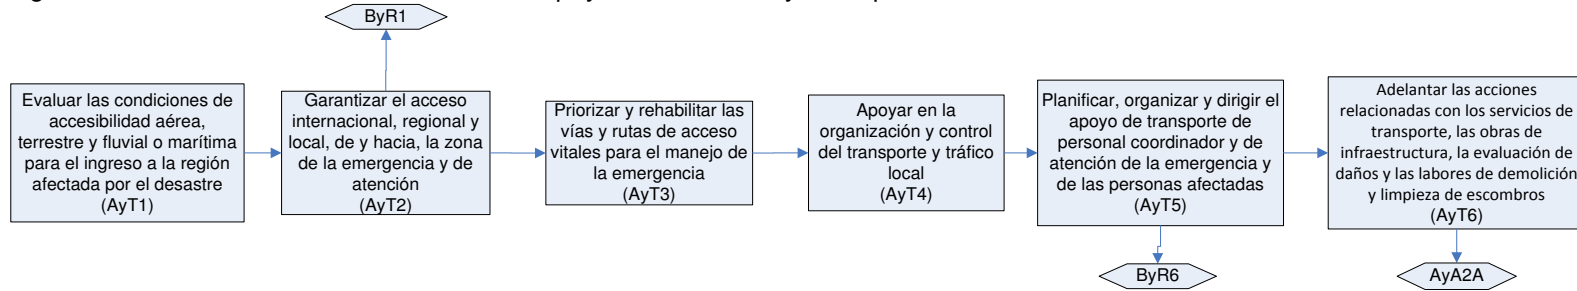 ByR1
Evaluar las condiciones de
accesibilidad aérea,
terrestre y fluvial o marítima
para el ingreso a la región
afectada por el desastre
(AyT1)
Garantizar el acceso
internacional, regional y
local, de y hacia, la zona
de la emergencia y de
atención
(AyT2)
Priorizar y rehabilitar las
vías y rutas de acceso
vitales para el manejo de
la emergencia
(AyT3)
Apoyar en la
organización y control
del transporte y tráfico
local
(AyT4)
Planificar, organizar y dirigir el
apoyo de transporte de
personal coordinador y de
atención de la emergencia y
de las personas afectadas
(AyT5)
Adelantar las acciones
relacionadas con los servicios de
transporte, las obras de
infraestructura, la evaluación de
daños y las labores de demolición
y limpieza de escombros
(AyT6)
ByR6
AyA2A